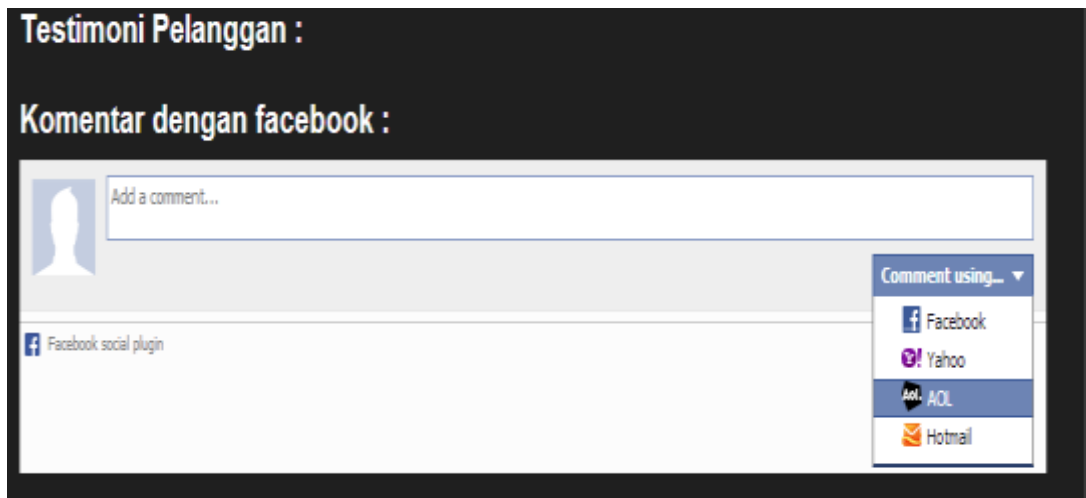 Testimoni Pelanggan :
Komentar dengan facebook :
Add a comment...
Comment using...
Facebook
Yahoo
AOL
Hotmail
Facebook social plugin